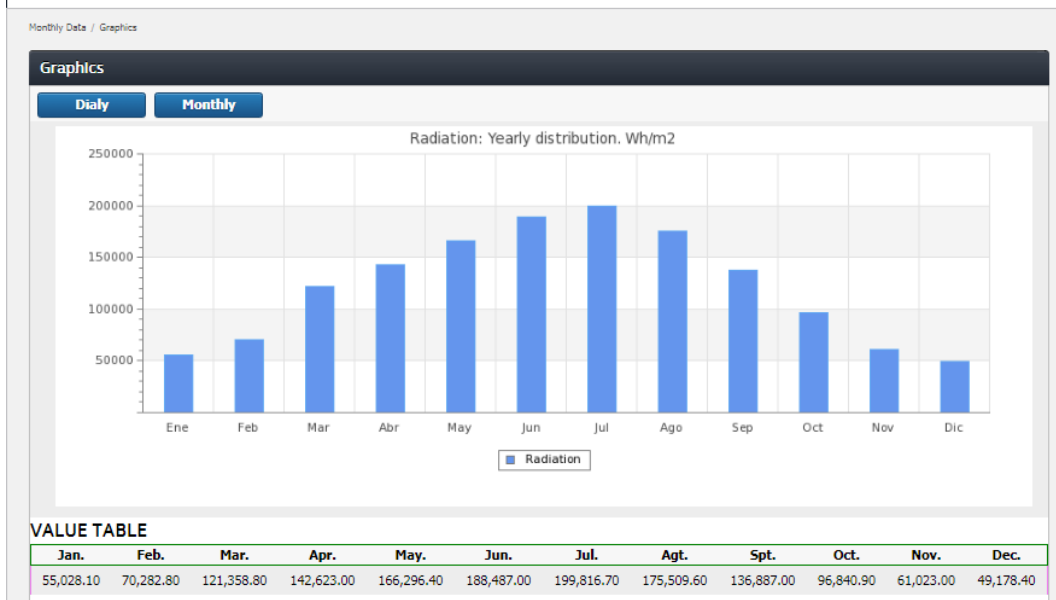 Monthly Data / Graphics
Graphics
Dialy Monthly
Radiation: Yearly distribution. Wh/m2
250000
200000
150000
100000
50000
Ene Feb Mar Abr May Jun Jul Ago Sep Oct Nov Dic
Radiation
VALUE TABLE
Jan. Feb. Mar. Apr. May. Jun. Jul. Agt. Spt. Oct. Nov. Dec.
55,028.10 70,282.80 121,358.80 142,623.00 166,296.40 188,487.00 199,816.70 175,509.60 136,887.00 96,840.90 61,023.00 49,178.40